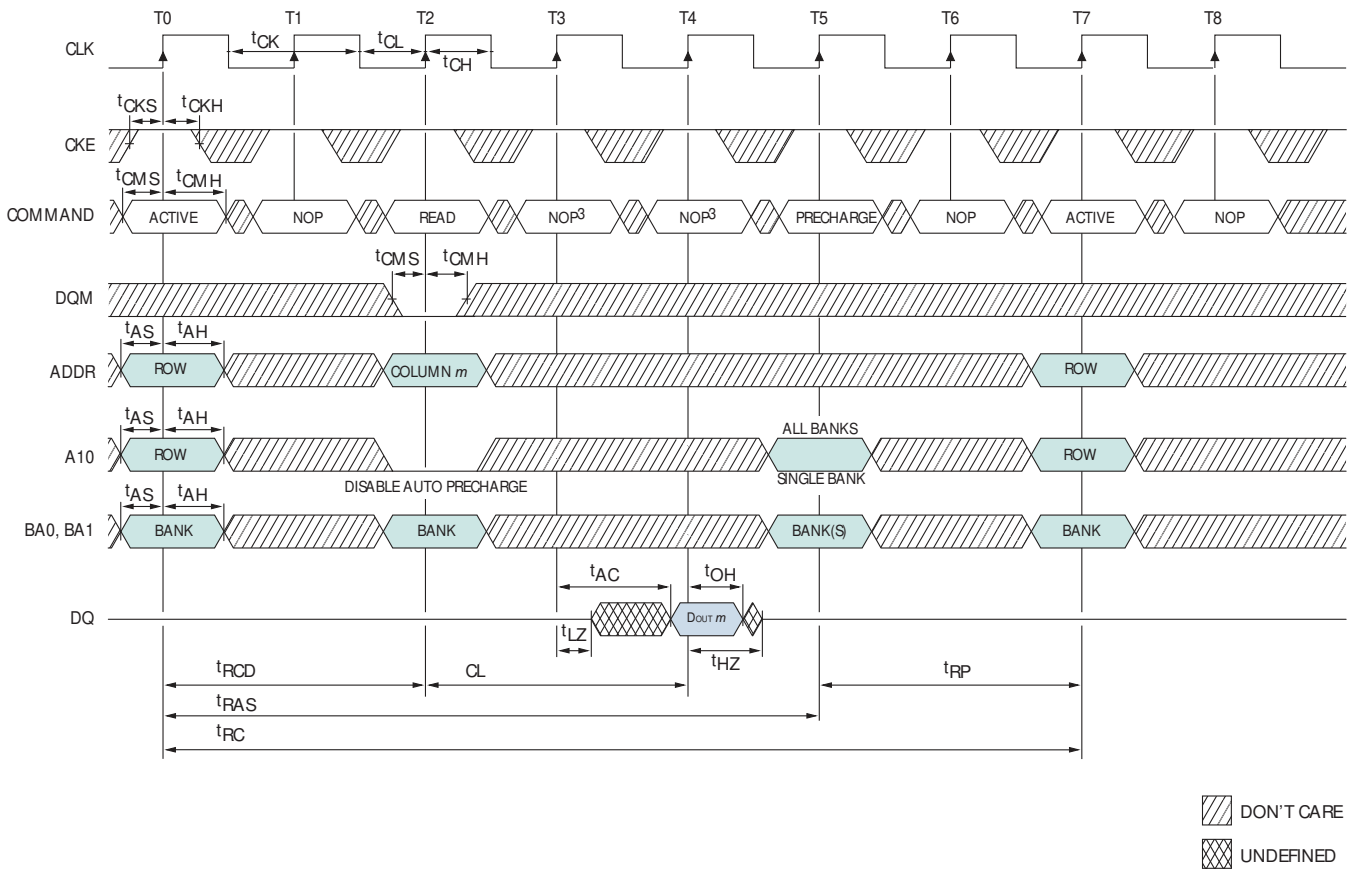 T0 T1 T2 T3 T4 T5 T6 T7 T8
CLK tCK tCL tCH
tCKS tCKH
CKE
tCMS tCMH
COMMAND ACTIVE NOP READ NOP3 NOP3 PRECHARGE NOP ACTIVE NOP
tCMS tCMH
DQM
tAS tAH
ADDR ROW COLUMN m ROW
tAS tAH ALL BANKS
A10 ROW ROW
DISABLE AUTO PRECHARGE SINGLE BANK
tAS tAH
BA0, BA1 BANK BANK BANK(S) BANK
tAC tOH
DQ DOUT m
tLZ tHZ
tRCD CL tRP
tRAS
tRC
DON'T CARE
UNDEFINED